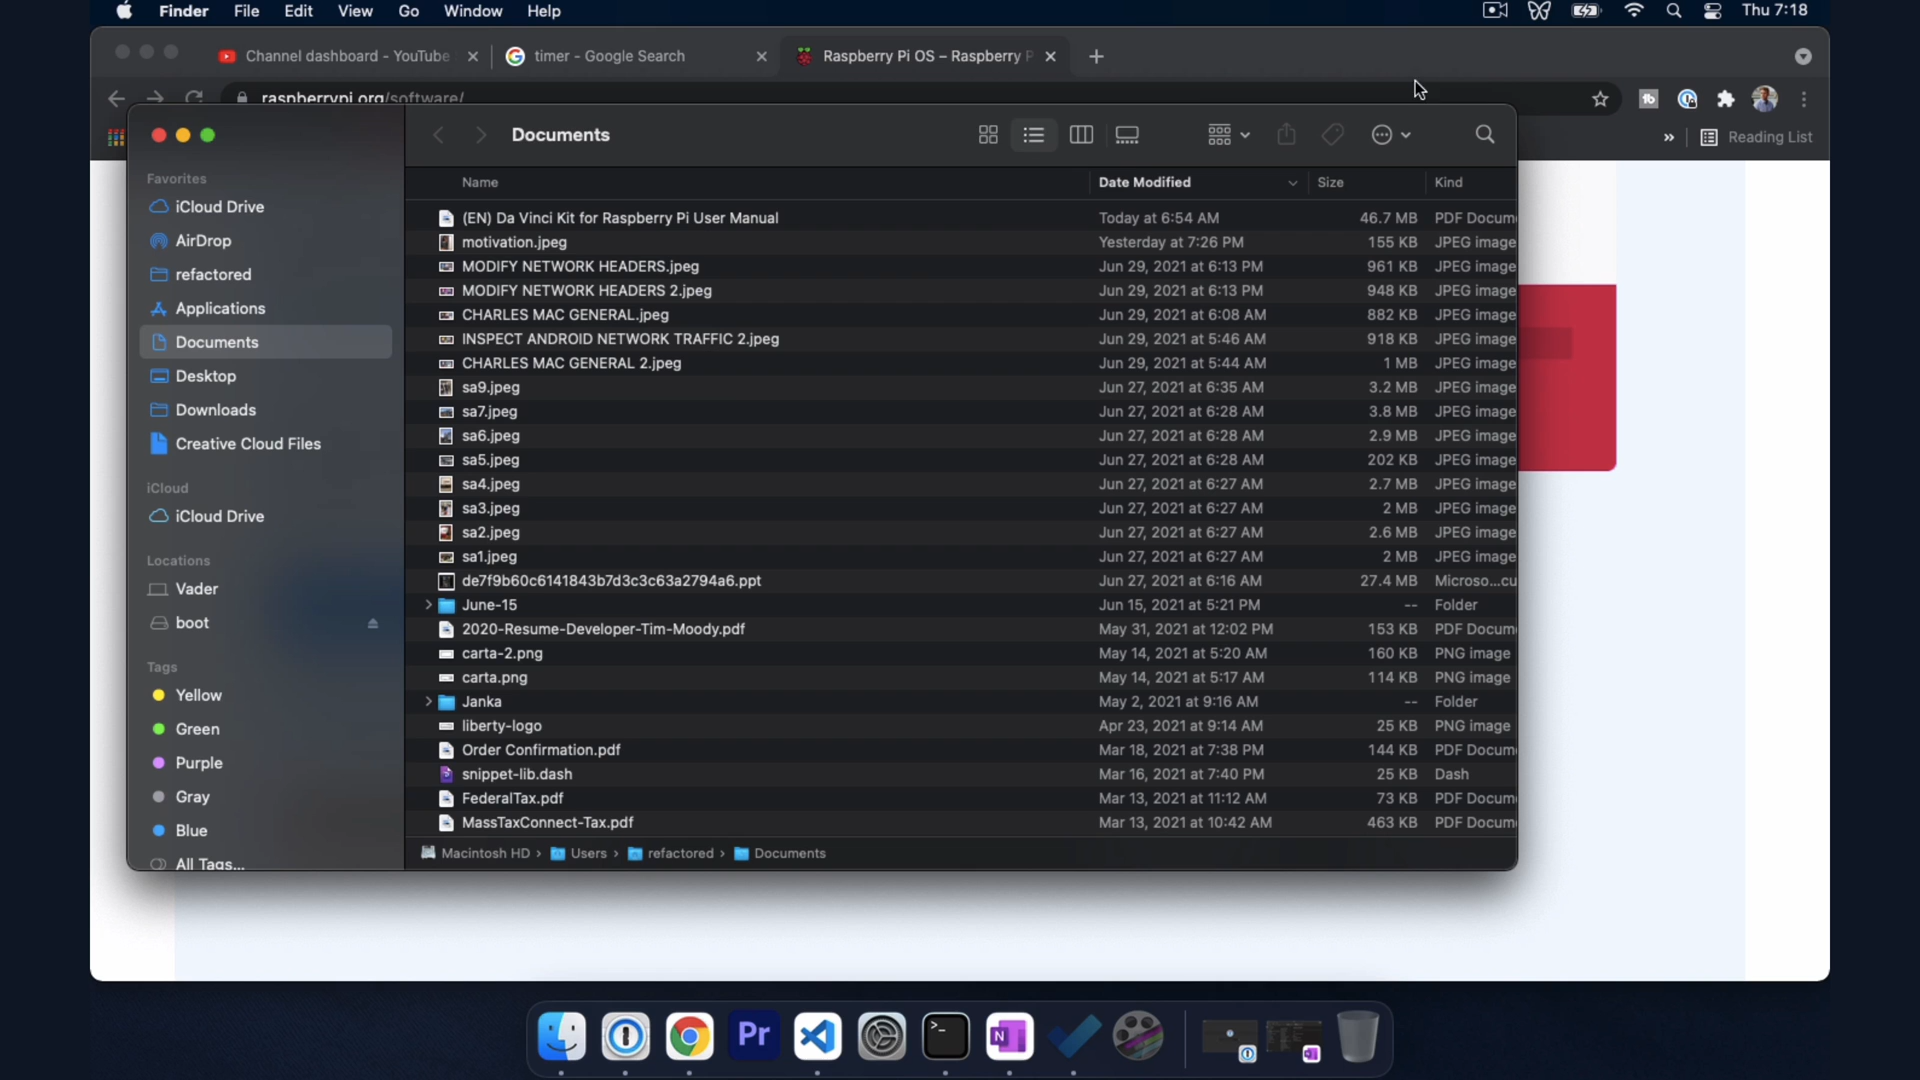 Finder File Edit View Go Window Help Thu 7:18
Channel dashboard - YouTube timer - Google Search Raspberry Pi OS – Raspberry P
raspberrypi.org/software/
Reading List
Documents
Name Date Modified Size Kind
Favorites
iCloud Drive
AirDrop
refactored
Applications
Documents
Desktop
Downloads
Creative Cloud Files
iCloud
iCloud Drive
Locations
Vader
boot
Tags
Yellow
Green
Purple
Gray
Blue
All Tags...
(EN) Da Vinci Kit for Raspberry Pi User Manual Today at 6:54 AM 46.7 MB PDF Docum
motivation.jpeg Yesterday at 7:26 PM 155 KB JPEG image
MODIFY NETWORK HEADERS.jpeg Jun 29, 2021 at 6:13 PM 961 KB JPEG image
MODIFY NETWORK HEADERS 2.jpeg Jun 29, 2021 at 6:13 PM 948 KB JPEG image
CHARLES MAC GENERAL.jpeg Jun 29, 2021 at 6:08 AM 882 KB JPEG image
INSPECT ANDROID NETWORK TRAFFIC 2.jpeg Jun 29, 2021 at 5:46 AM 918 KB JPEG image
CHARLES MAC GENERAL 2.jpeg Jun 29, 2021 at 5:44 AM 1 MB JPEG image
sa9.jpeg Jun 27, 2021 at 6:35 AM 3.2 MB JPEG image
sa7.jpeg Jun 27, 2021 at 6:28 AM 3.8 MB JPEG image
sa6.jpeg Jun 27, 2021 at 6:28 AM 2.9 MB JPEG image
sa5.jpeg Jun 27, 2021 at 6:28 AM 202 KB JPEG image
sa4.jpeg Jun 27, 2021 at 6:27 AM 2.7 MB JPEG image
sa3.jpeg Jun 27, 2021 at 6:27 AM 2 MB JPEG image
sa2.jpeg Jun 27, 2021 at 6:27 AM 2.6 MB JPEG image
sa1.jpeg Jun 27, 2021 at 6:27 AM 2 MB JPEG image
de7f9b60c6141843b7d3c3c63a2794a6.ppt Jun 27, 2021 at 6:16 AM 27.4 MB Microso...cu
June-15 Jun 15, 2021 at 5:21 PM -- Folder
2020-Resume-Developer-Tim-Moody.pdf May 31, 2021 at 12:02 PM 153 KB PDF Docum
carta-2.png May 14, 2021 at 5:20 AM 160 KB PNG image
carta.png May 14, 2021 at 5:17 AM 114 KB PNG image
Janka May 2, 2021 at 9:16 AM -- Folder
liberty-logo Apr 23, 2021 at 9:14 AM 25 KB PNG image
Order Confirmation.pdf Mar 18, 2021 at 7:38 PM 144 KB PDF Docum
snippet-lib.dash Mar 16, 2021 at 7:40 PM 25 KB Dash
FederalTax.pdf Mar 13, 2021 at 11:12 AM 73 KB PDF Docum
MassTaxConnect-Tax.pdf Mar 13, 2021 at 10:42 AM 463 KB PDF Docum
Macintosh HD › Users › refactored › Documents
Pr
N